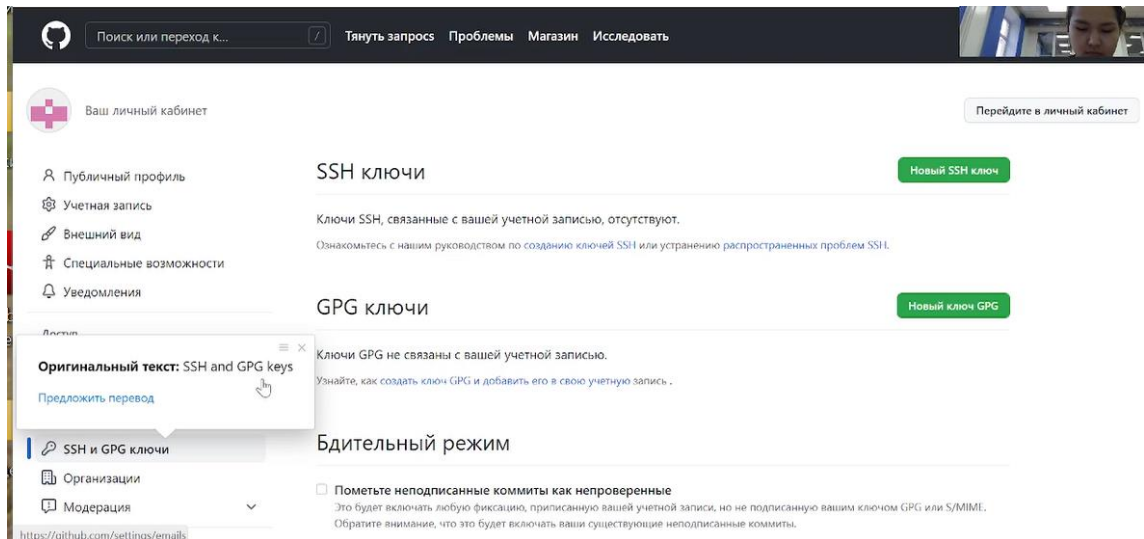 Поиск или переход к...
/
Тянуть запросs Проблемы Магазин Исследовать
Ваш личный кабинет
Перейдите в личный кабинет
Публичный профиль
Учетная запись
Внешний вид
Специальные возможности
Уведомления
Доступ
Оригинальный текст: SSH and GPG keys
Предложить перевод
SSH и GPG ключи
Организации
Модерация
https://github.com/settings/emails
SSH ключи
Новый SSH ключ
Ключи SSH, связанные с вашей учетной записью, отсутствуют.
Ознакомьтесь с нашим руководством по созданию ключей SSH или устранению распространенных проблем SSH.
GPG ключи
Новый ключ GPG
Ключи GPG не связаны с вашей учетной записью.
Узнайте, как создать ключ GPG и добавить его в свою учетную запись .
Бдительный режим
Пометьте неподписанные коммиты как непроверенные
Это будет включать любую фиксацию, приписанную вашей учетной записи, но не подписанную вашим ключом GPG или S/MIME.
Обратите внимание, что это будет включать ваши существующие неподписанные коммиты.